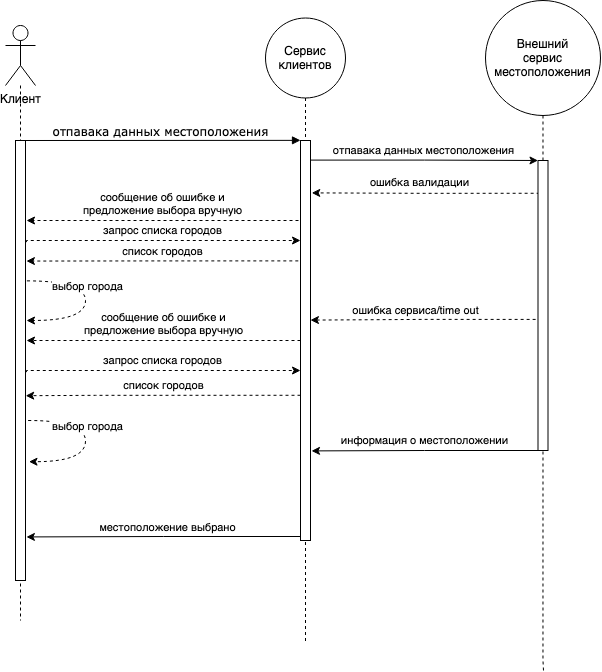 Клиент
Сервис
клиентов
Внешний
сервис
местоположения
отпавака данных местоположения
отпавака данных местоположения
ошибка валидации
сообщение об ошибке и
предложение выбора вручную
запрос списка городов
список городов
выбор города
ошибка сервиса/time out
сообщение об ошибке и
предложение выбора вручную
запрос списка городов
список городов
выбор города
информация о местоположении
местоположение выбрано